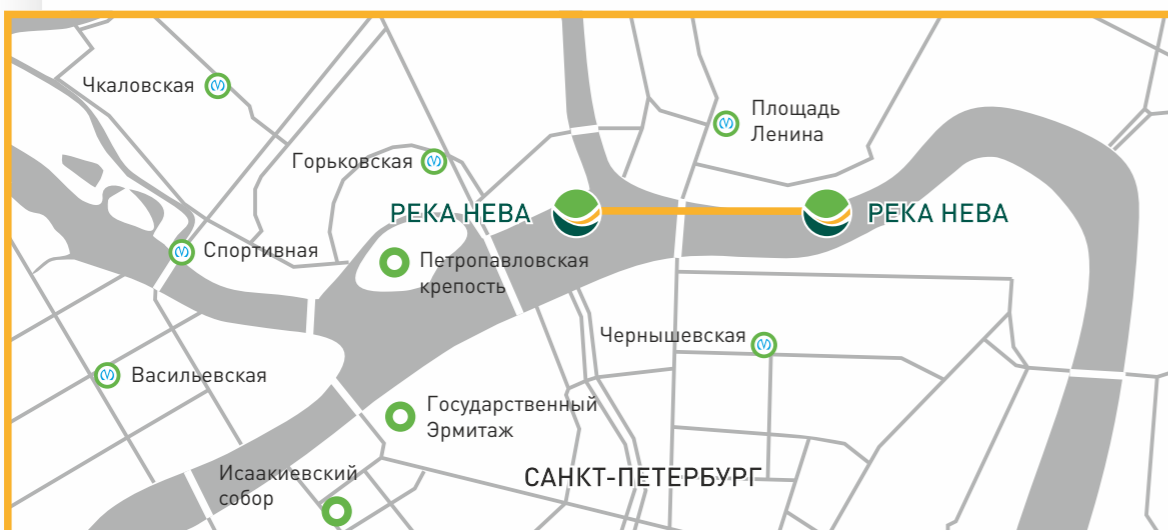 Чкаловская
Площадь
Ленина
Горьковская
РЕКА НЕВА
РЕКА НЕВА
Спортивная
Петропавловская
крепость
Чернышевская
Васильевская
Государственный
Эрмитаж
Исаакиевский
собор
САНКТ-ПЕТЕРБУРГ